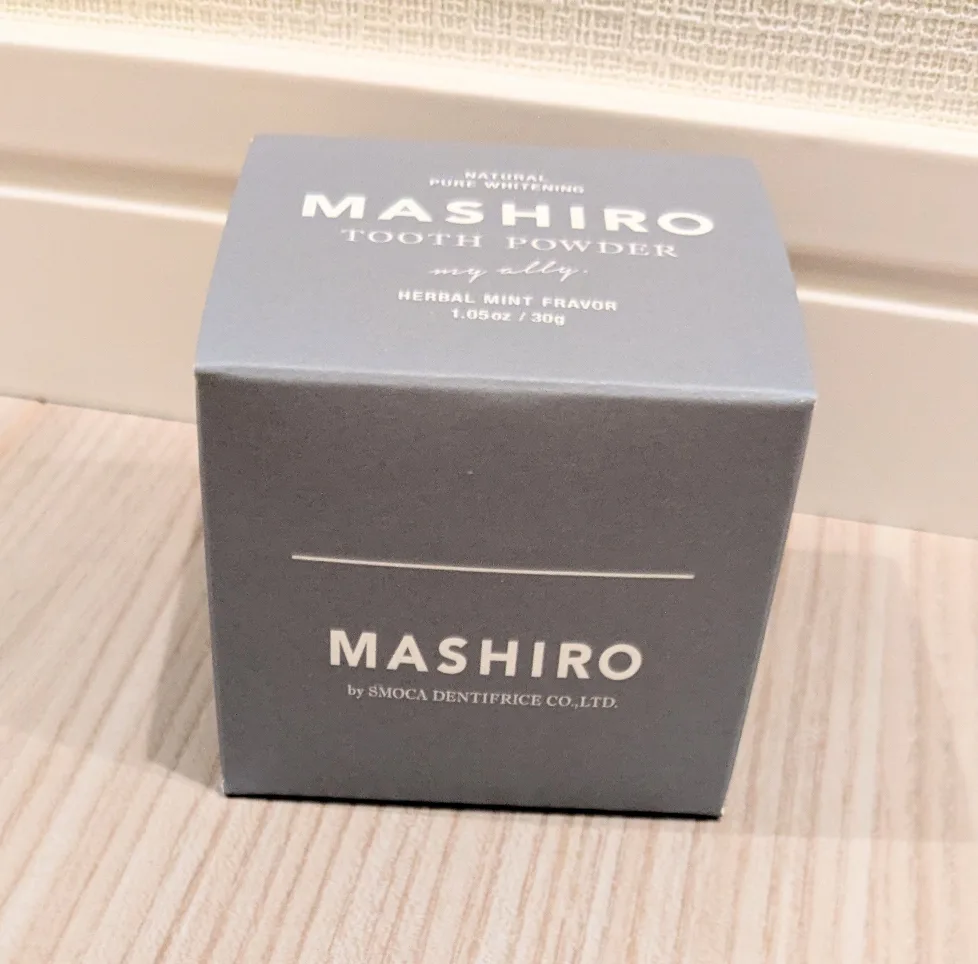 NATURAL
PURE WHITENING
MASHIRO
TOOTH POWDER
my ally.
HERBAL MINT FRAVOR
1.05oz / 30g
MASHIRO
by SMOCA DENTIFRICE CO.,LTD.